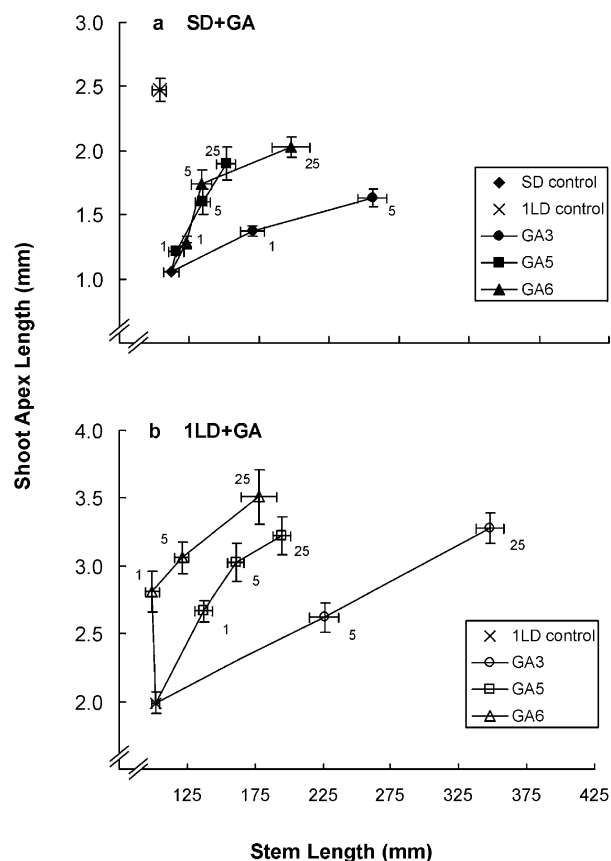 a SD+GA
3.0
2.5
2.0
1.5
1.0
25
5
5
1
1
25
1
5
SD control
1LD control
GA3
GA5
GA6
Shoot Apex Length (mm)
b 1LD+GA
4.0
3.5
3.0
2.5
2.0
25
5
1
25
5
1
25
5
1LD control
GA3
GA5
GA6
125 175 225 275 325 375 425
Stem Length (mm)